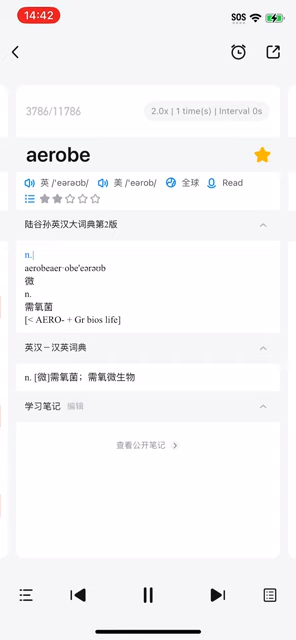 14:42
SOS
3786/11786
2.0x | 1 time(s) | Interval 0s
aerobe
英 /'eərəʊb/ 美 /'eərob/ 全球 Read
陆谷孙英汉大词典第2版
n.|
aerobeaer·obe'eərəʊb
微
n.
需氧菌
[< AERO- + Gr bios life]
英汉－汉英词典
n. [微]需氧菌；需氧微生物
学习笔记 编辑
查看公开笔记